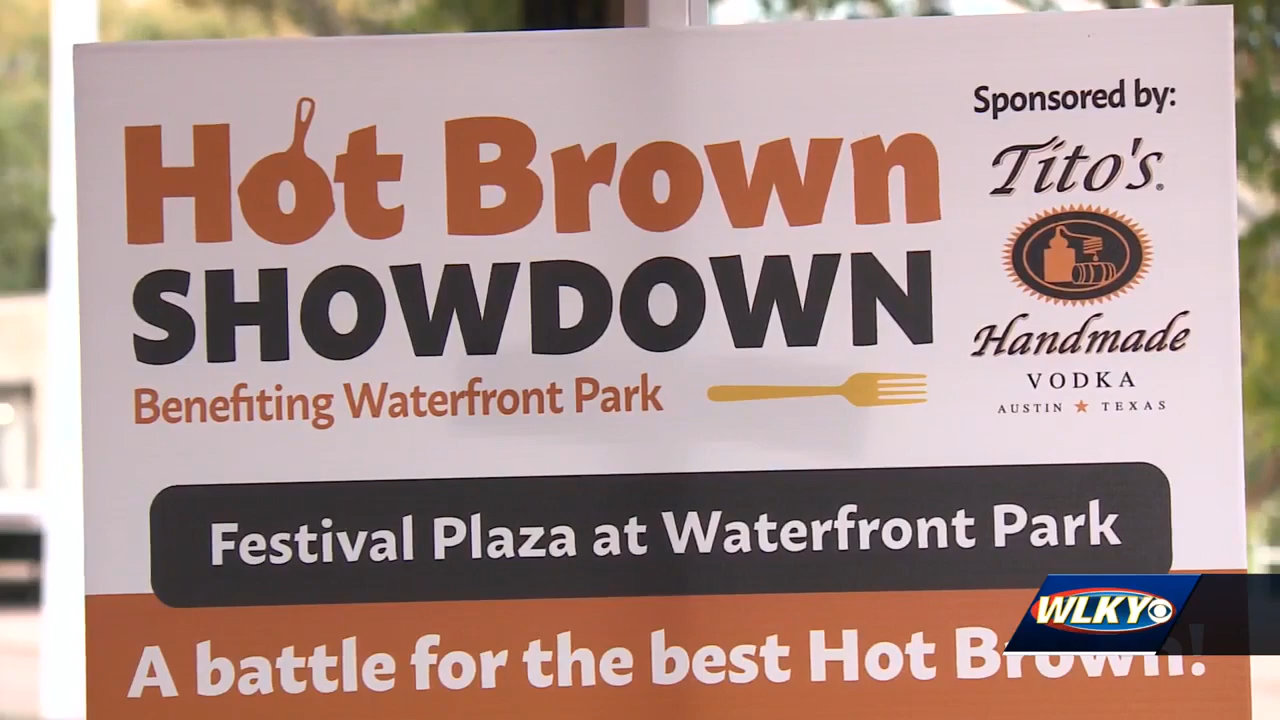 Hot Brown
SHOWDOWN
Benefiting Waterfront Park
Sponsored by:
Tito's®
Handmade
VODKA
AUSTIN ★ TEXAS
Festival Plaza at Waterfront Park
A battle for the best Hot Brown!
WLKY